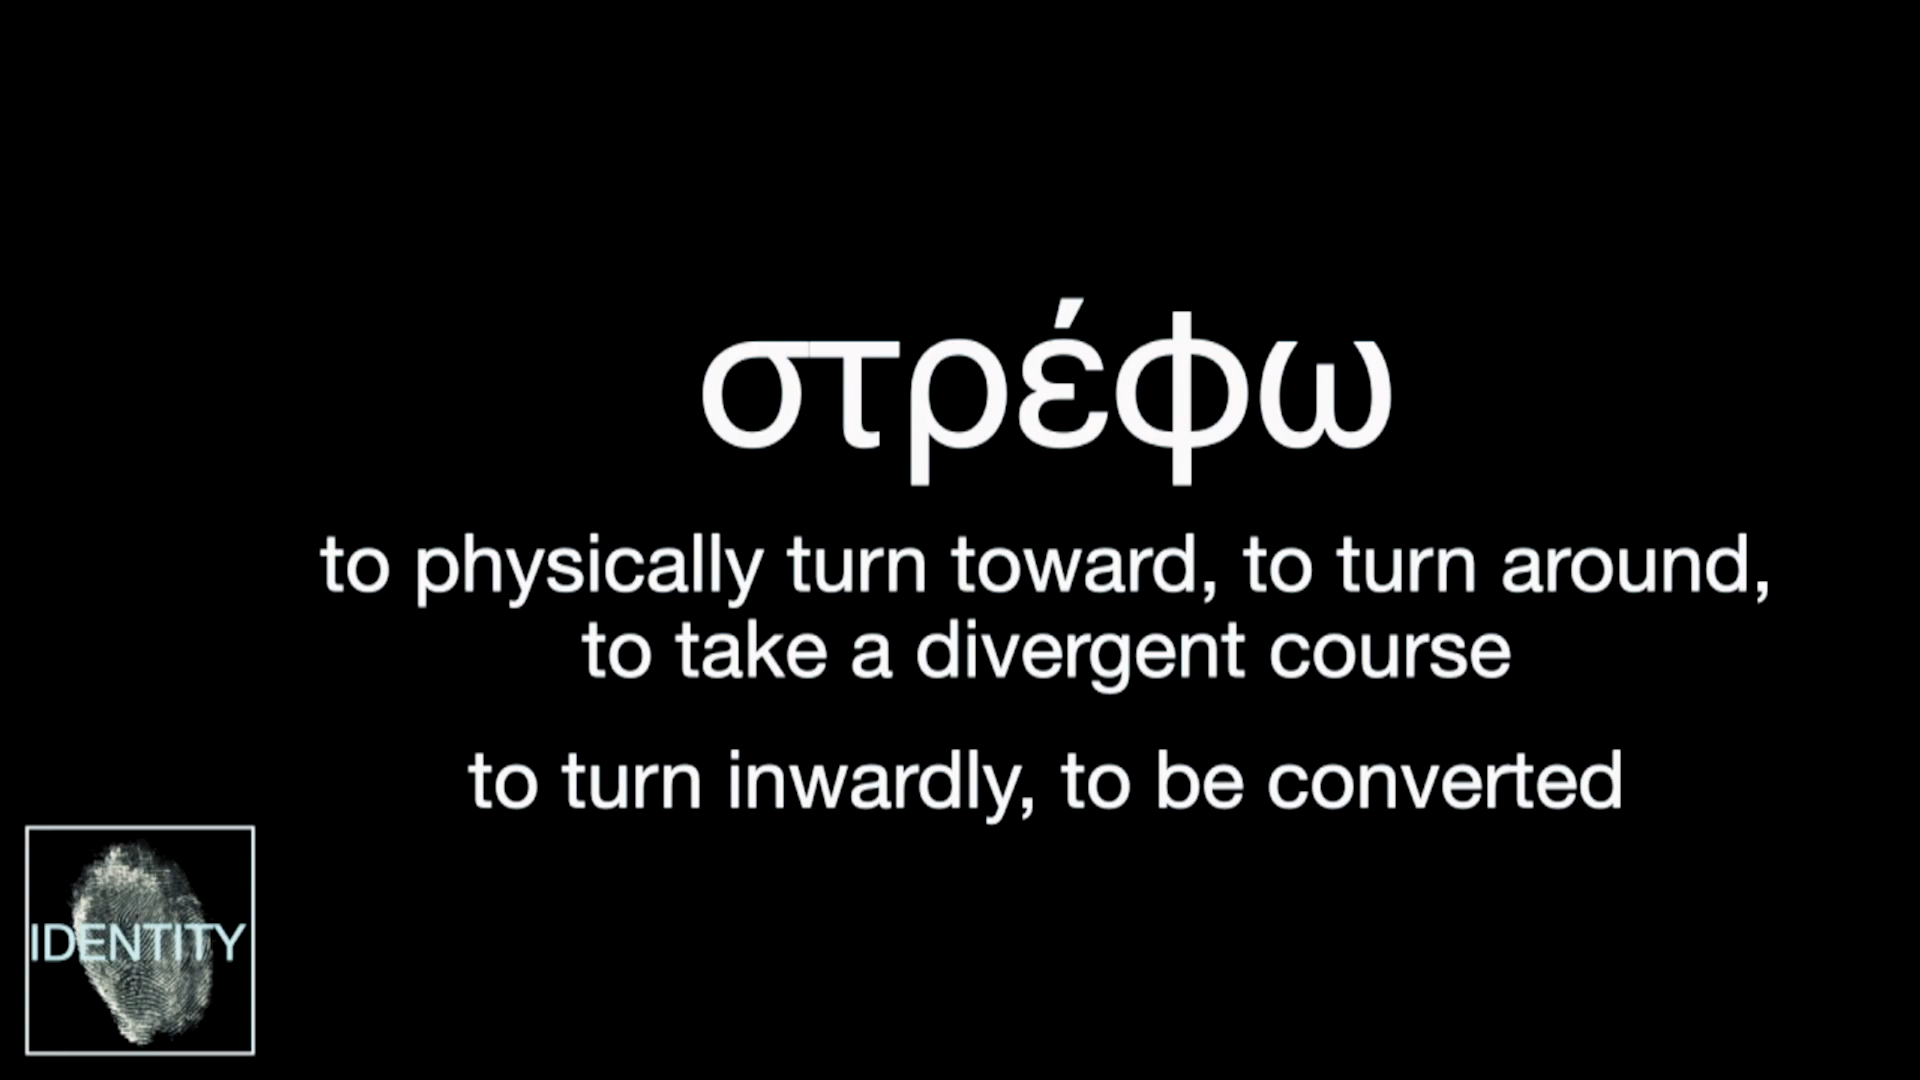 στρέφω
to physically turn toward, to turn around,
to take a divergent course
to turn inwardly, to be converted
IDENTITY